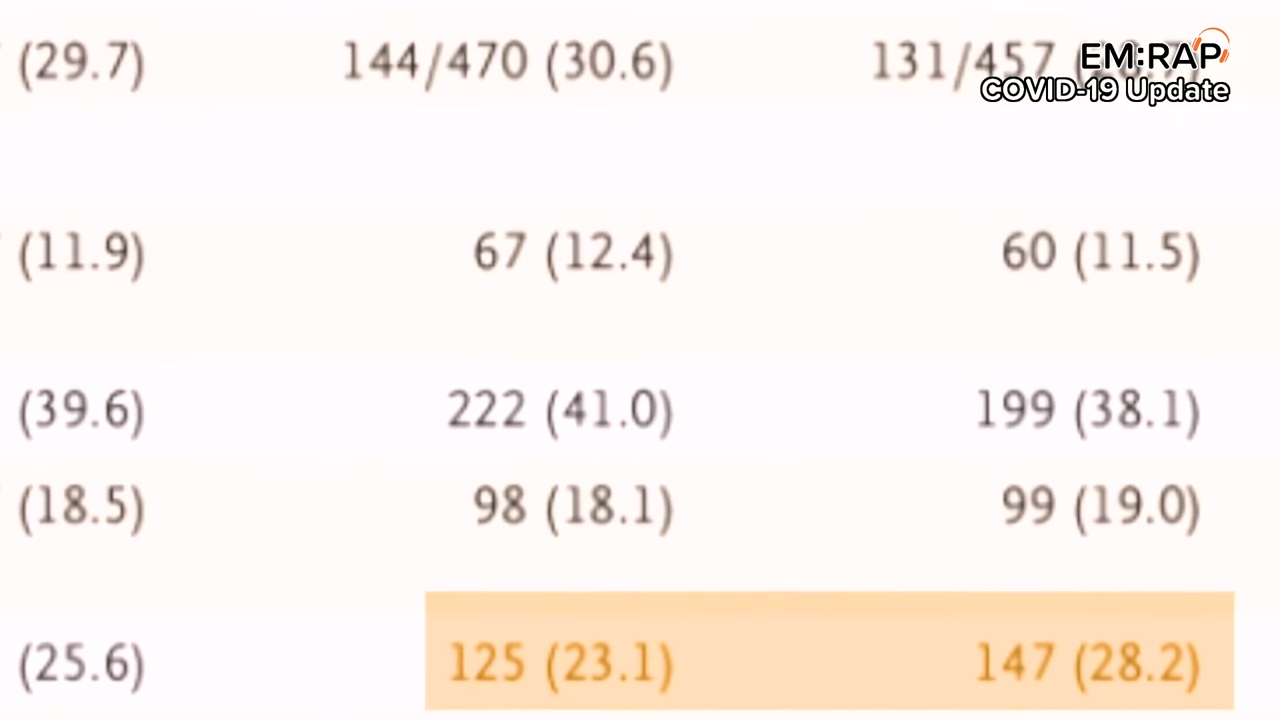 (29.7) 144/470 (30.6) 131/457
EM:RAP
COVID-19 Update
(11.9) 67 (12.4) 60 (11.5)
(39.6) 222 (41.0) 199 (38.1)
(18.5) 98 (18.1) 99 (19.0)
(25.6) 125 (23.1) 147 (28.2)